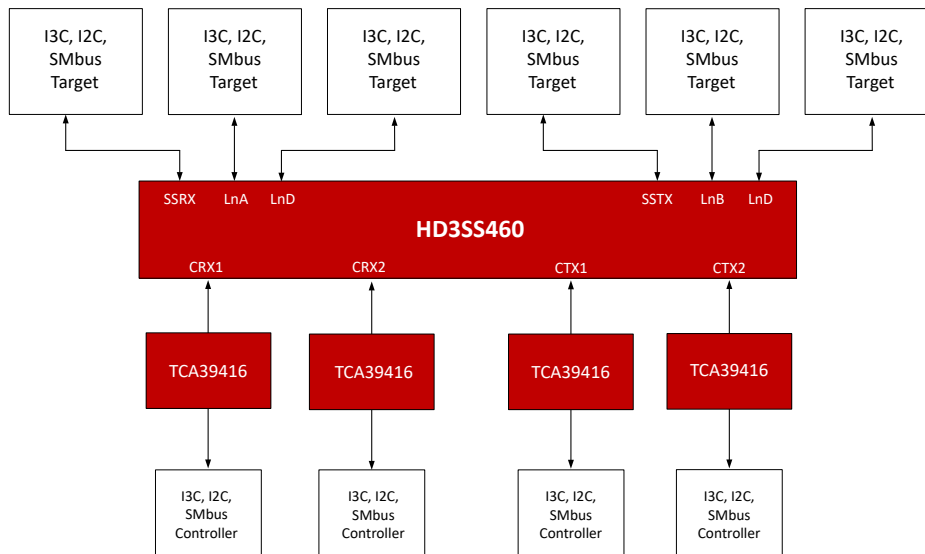 I3C, I2C,
SMbus
Target
I3C, I2C,
SMbus
Target
I3C, I2C,
SMbus
Target
I3C, I2C,
SMbus
Target
I3C, I2C,
SMbus
Target
I3C, I2C,
SMbus
Target
SSRX LnA LnD SSTX LnB LnD
HD3SS460
CRX1 CRX2 CTX1 CTX2
TCA39416
TCA39416
TCA39416
TCA39416
I3C, I2C,
SMbus
Controller
I3C, I2C,
SMbus
Controller
I3C, I2C,
SMbus
Controller
I3C, I2C,
SMbus
Controller